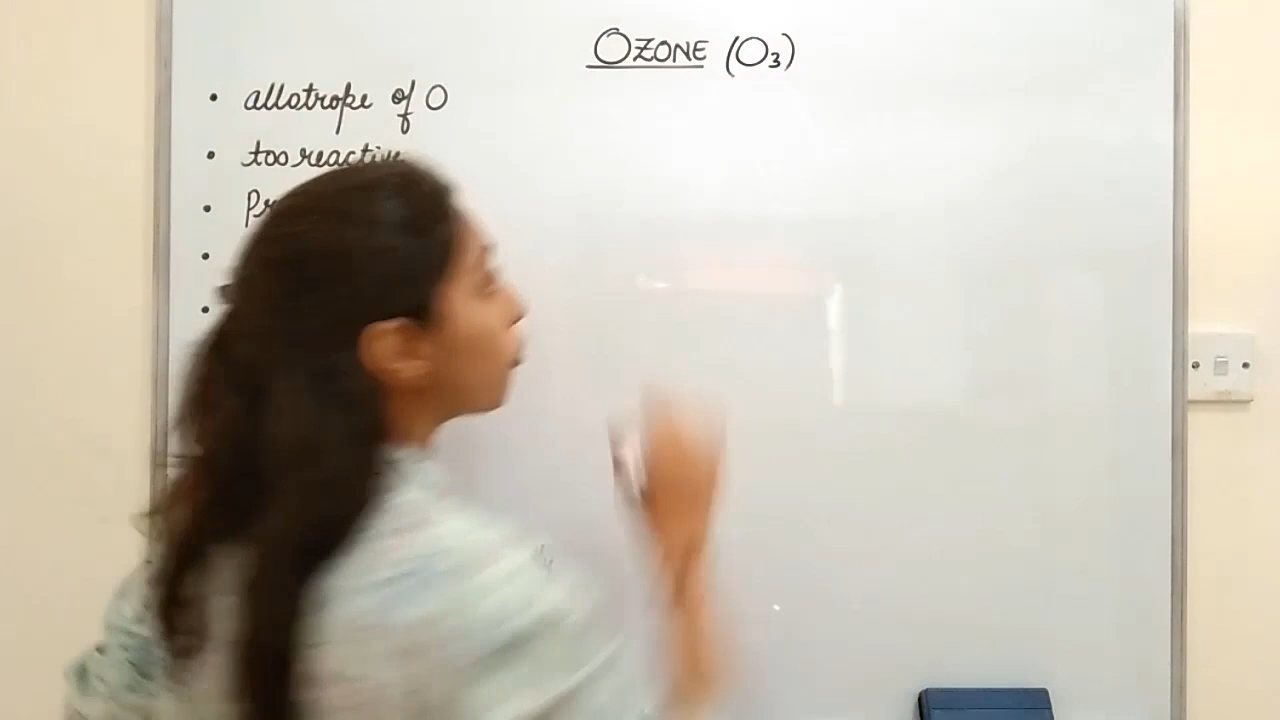 OZONE (O₃)
• allotrope of O
• too reactive
•
•
•